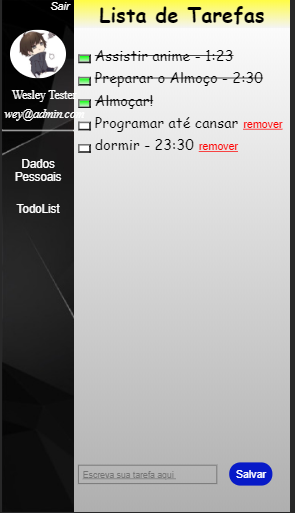 Sair
Wesley Tester
wey@admin.com
Dados
Pessoais
TodoList
Lista de Tarefas
Assistir anime - 1:23
Preparar o Almoço - 2:30
Almoçar!
Programar até cansar remover
dormir - 23:30 remover
Escreva sua tarefa aqui
Salvar